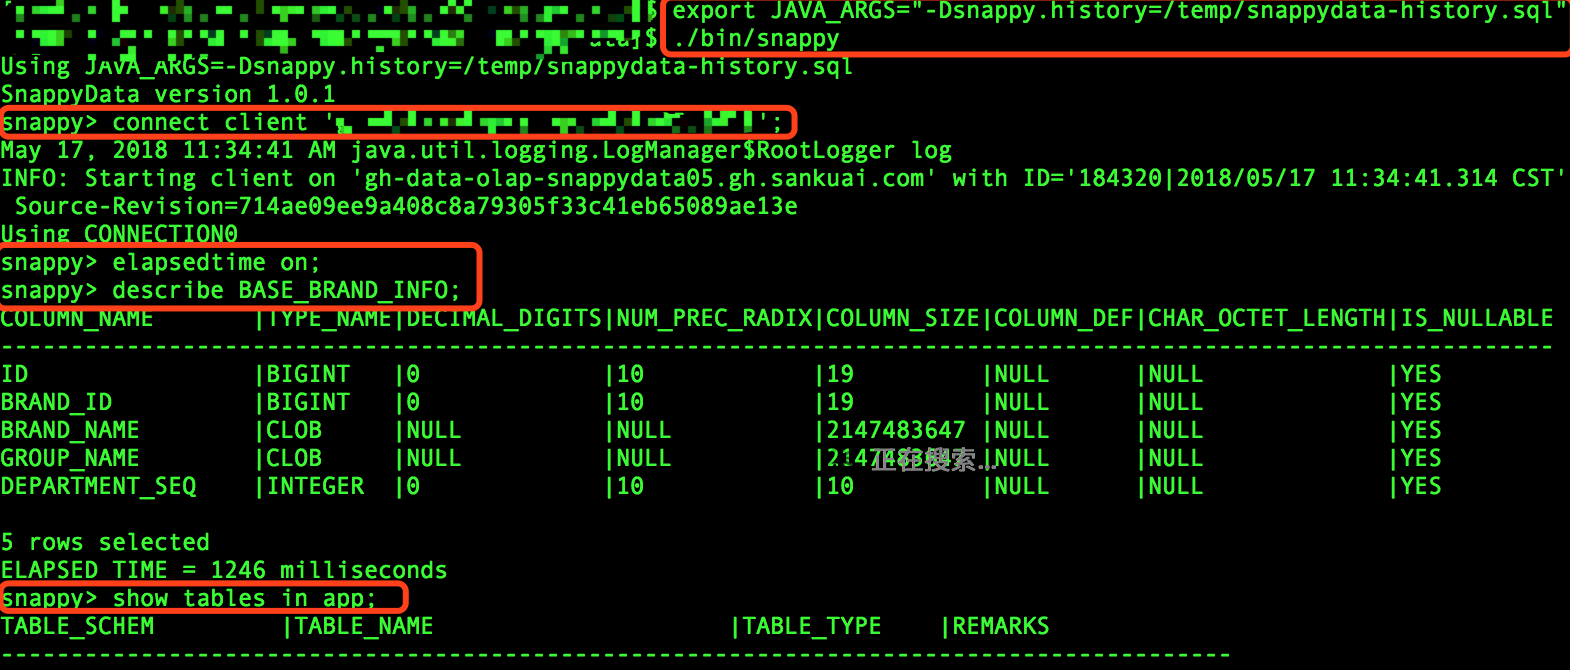 $ export JAVA_ARGS="-Dsnappy.history=/temp/snappydata-history.sql"
data]$ ./bin/snappy
Using JAVA_ARGS=-Dsnappy.history=/temp/snappydata-history.sql
SnappyData version 1.0.1
snappy> connect client '';
May 17, 2018 11:34:41 AM java.util.logging.LogManager$RootLogger log
INFO: Starting client on 'gh-data-olap-snappydata05.gh.sankuai.com' with ID='184320|2018/05/17 11:34:41.314 CST'
Source-Revision=714ae09ee9a408c8a79305f33c41eb65089ae13e
Using CONNECTION0
snappy> elapsedtime on;
snappy> describe BASE_BRAND_INFO;
COLUMN_NAME |TYPE_NAME|DECIMAL_DIGITS|NUM_PREC_RADIX|COLUMN_SIZE|COLUMN_DEF|CHAR_OCTET_LENGTH|IS_NULLABLE
---------------------------------------------------------------------------------------------------------------
ID |BIGINT |0 |10 |19 |NULL |NULL |YES
BRAND_ID |BIGINT |0 |10 |19 |NULL |NULL |YES
BRAND_NAME |CLOB |NULL |NULL |2147483647 |NULL |NULL |YES
GROUP_NAME |CLOB |NULL |NULL |2147483647 |NULL |NULL |YES
正在搜索...
DEPARTMENT_SEQ |INTEGER |0 |10 |10 |NULL |NULL |YES
5 rows selected
ELAPSED TIME = 1246 milliseconds
snappy> show tables in app;
TABLE_SCHEM |TABLE_NAME |TABLE_TYPE |REMARKS
----------------------------------------------------------------------------------------